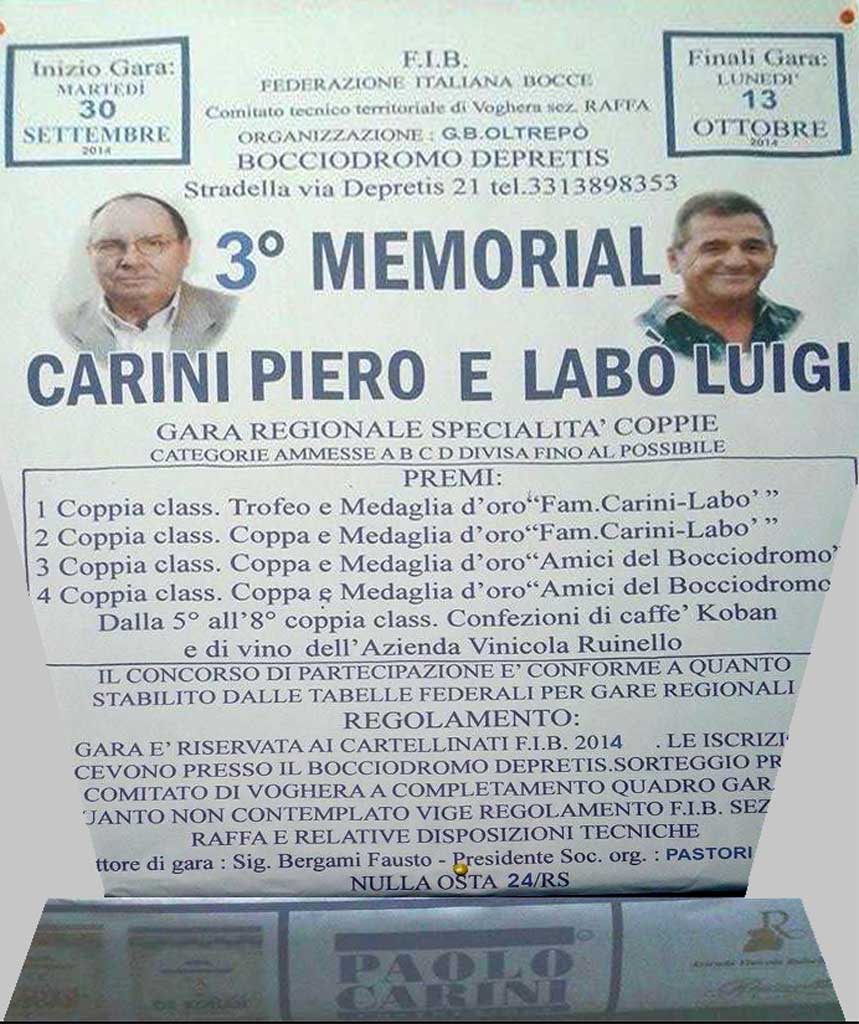 Inizio Gara:
MARTEDÌ
30
SETTEMBRE
2014
F.I.B.
FEDERAZIONE ITALIANA BOCCE
Comitato tecnico territoriale di Voghera sez. RAFFA
ORGANIZZAZIONE : G.B.OLTREPÒ
BOCCIODROMO DEPRETIS
Stradella via Depretis 21 tel.3313898353
Finali Gara:
LUNEDI'
13
OTTOBRE
2014
3° MEMORIAL
CARINI PIERO E LABÒ LUIGI
GARA REGIONALE SPECIALITA' COPPIE
CATEGORIE AMMESSE A B C D DIVISA FINO AL POSSIBILE
PREMI:
1 Coppia class. Trofeo e Medaglia d'oro“Fam.Carini-Labo' ”
2 Coppia class. Coppa e Medaglia d'oro“Fam.Carini-Labo' ”
3 Coppia class. Coppa e Medaglia d'oro“Amici del Bocciodromo”
4 Coppia class. Coppa e Medaglia d'oro“Amici del Bocciodromo
Dalla 5° all'8° coppia class. Confezioni di caffe' Koban
e di vino dell'Azienda Vinicola Ruinello
IL CONCORSO DI PARTECIPAZIONE E' CONFORME A QUANTO
STABILITO DALLE TABELLE FEDERALI PER GARE REGIONALI
REGOLAMENTO:
GARA E' RISERVATA AI CARTELLINATI F.I.B. 2014 . LE ISCRIZI
CEVONO PRESSO IL BOCCIODROMO DEPRETIS.SORTEGGIO PR
COMITATO DI VOGHERA A COMPLETAMENTO QUADRO GAR
UANTO NON CONTEMPLATO VIGE REGOLAMENTO F.I.B. SEZ
RAFFA E RELATIVE DISPOSIZIONI TECNICHE
ttore di gara : Sig. Bergami Fausto - Presidente Soc. org. : PASTORI
NULLA OSTA 24/RS
PAOLO
CARINI